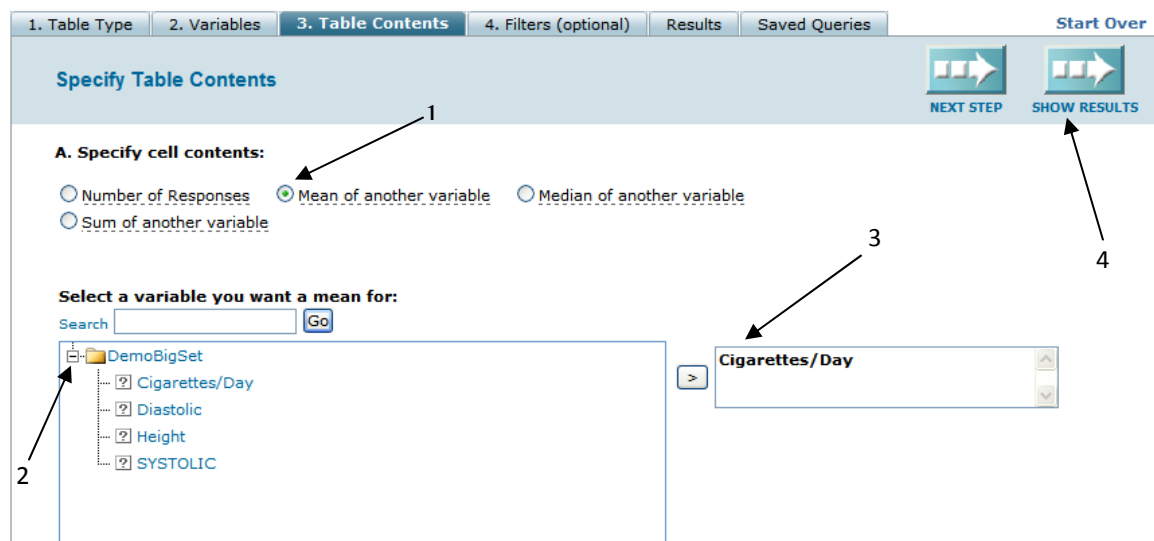 1. Table Type 2. Variables 3. Table Contents 4. Filters (optional) Results Saved Queries Start Over
Specify Table Contents
NEXT STEP SHOW RESULTS
1
A. Specify cell contents:
Number of Responses Mean of another variable Median of another variable
Sum of another variable
3
4
Select a variable you want a mean for:
Search Go
DemoBigSet
Cigarettes/Day
Diastolic
Height
SYSTOLIC
>
Cigarettes/Day
2